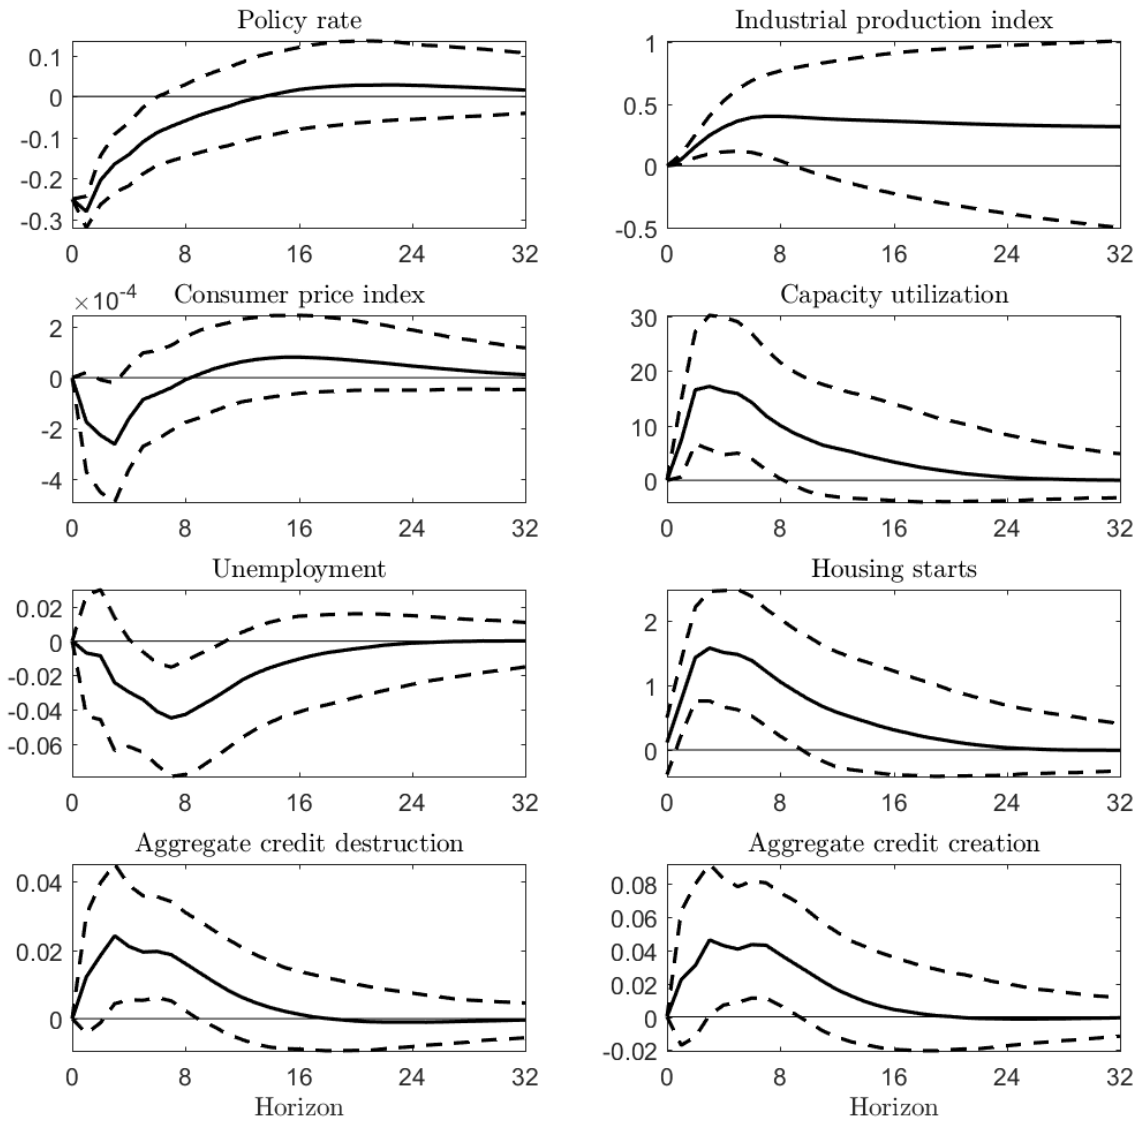 Policy rate
0.1
0
-0.1
-0.2
-0.3
0 8 16 24 32
Industrial production index
1
0.5
0
-0.5
0 8 16 24 32
×10⁻⁴ Consumer price index
2
0
-2
-4
0 8 16 24 32
Capacity utilization
30
20
10
0
0 8 16 24 32
Unemployment
0.02
0
-0.02
-0.04
-0.06
0 8 16 24 32
Housing starts
2
1
0
0 8 16 24 32
Aggregate credit destruction
0.04
0.02
0
0 8 16 24 32
Horizon
Aggregate credit creation
0.08
0.06
0.04
0.02
0
-0.02
0 8 16 24 32
Horizon